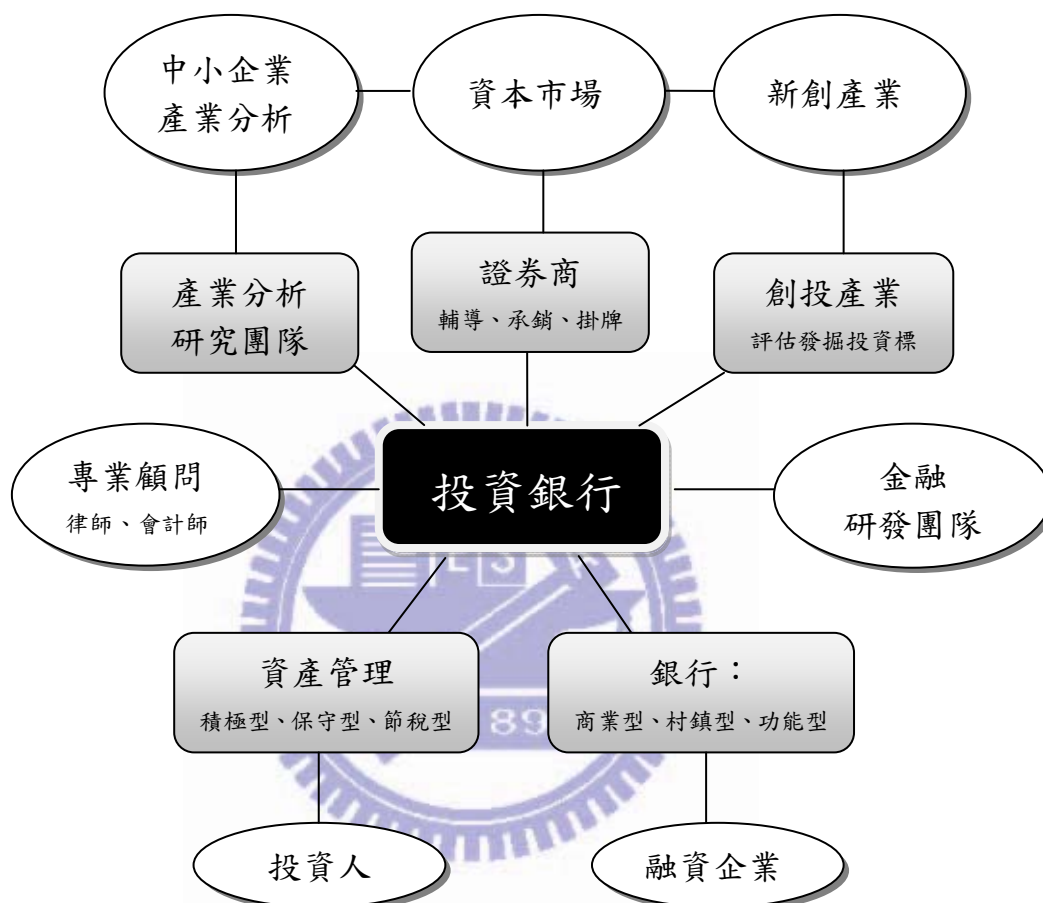 中小企業
產業分析
資本市場
新創產業
產業分析
研究團隊
證券商
輔導、承銷、掛牌
創投產業
評估發掘投資標
專業顧問
律師、會計師
投資銀行
金融
研發團隊
資產管理
積極型、保守型、節稅型
銀行：
商業型、村鎮型、功能型
投資人
融資企業